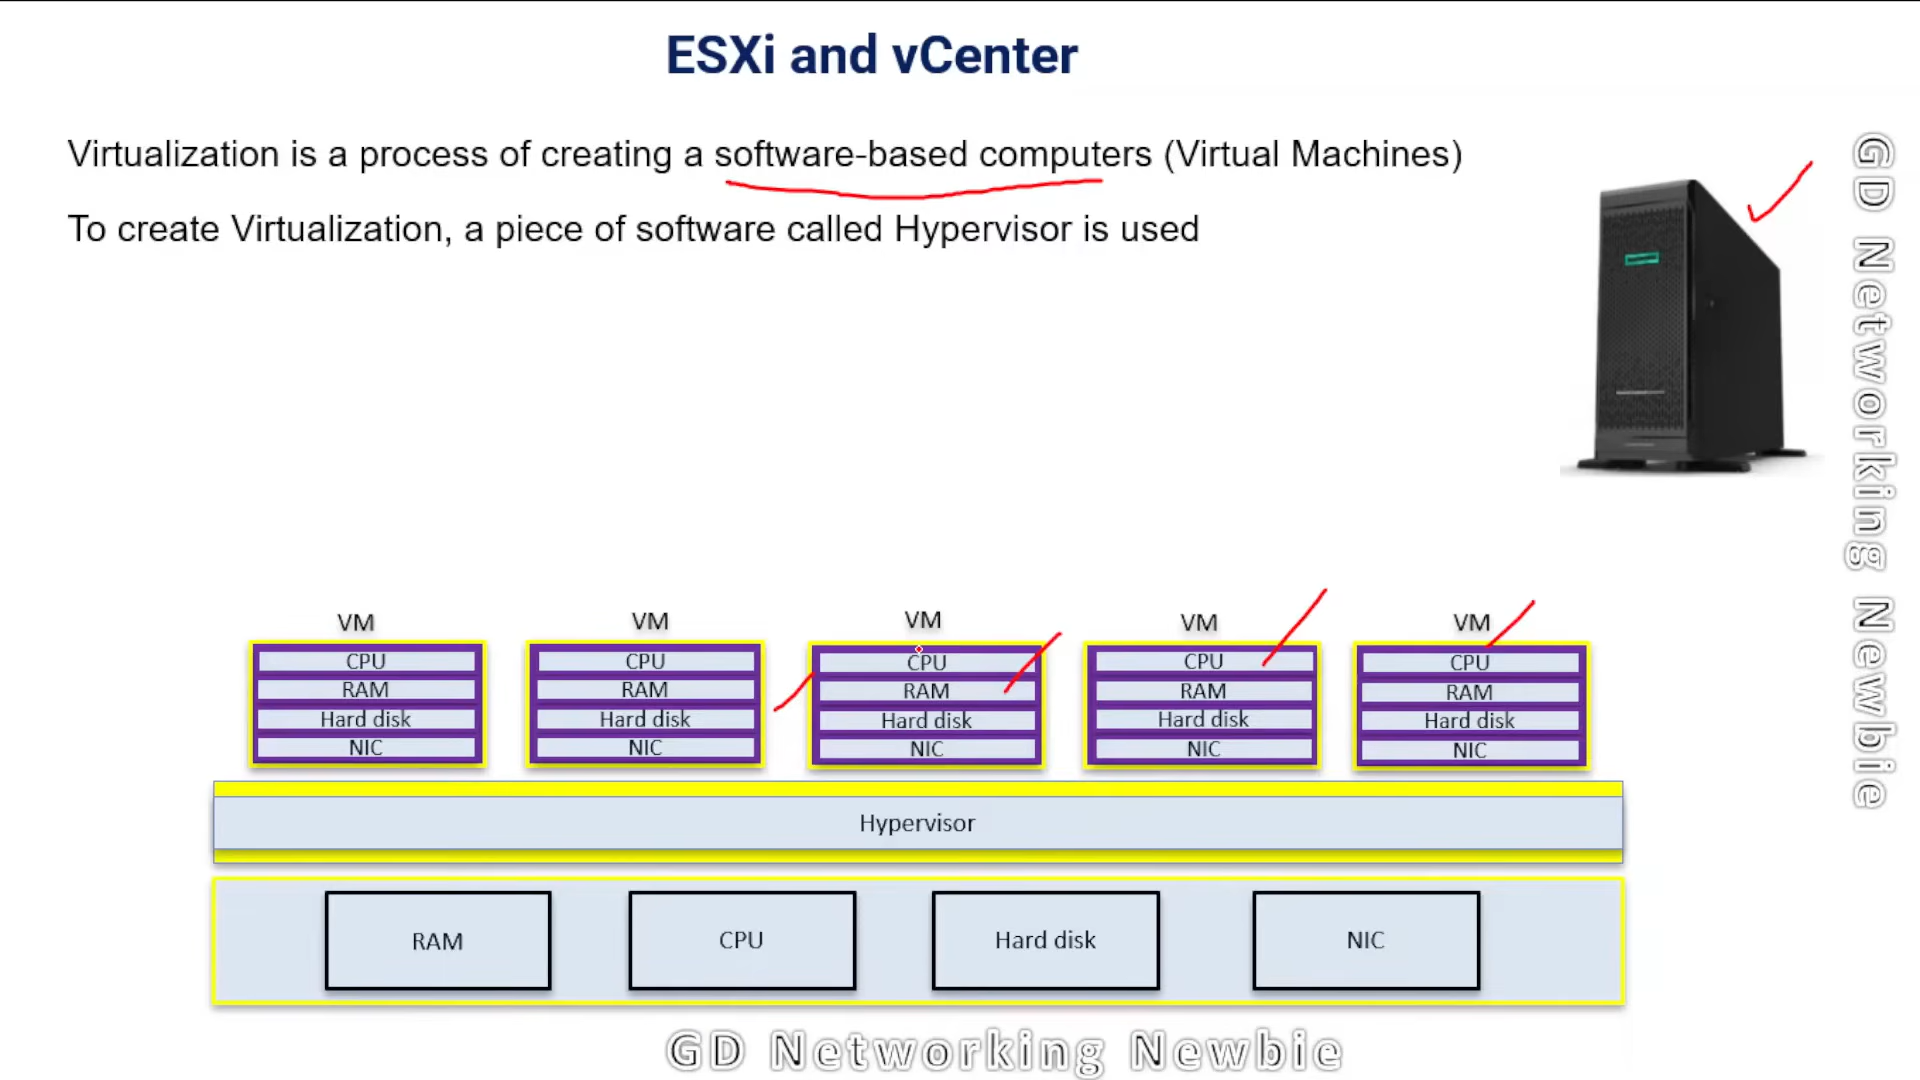 ESXi and vCenter
Virtualization is a process of creating a software-based computers (Virtual Machines)
To create Virtualization, a piece of software called Hypervisor is used
GD Networking Newbie
VM VM VM VM VM
CPU CPU CPU CPU CPU
RAM RAM RAM RAM RAM
Hard disk Hard disk Hard disk Hard disk Hard disk
NIC NIC NIC NIC NIC
Hypervisor
RAM CPU Hard disk NIC
GD Networking Newbie